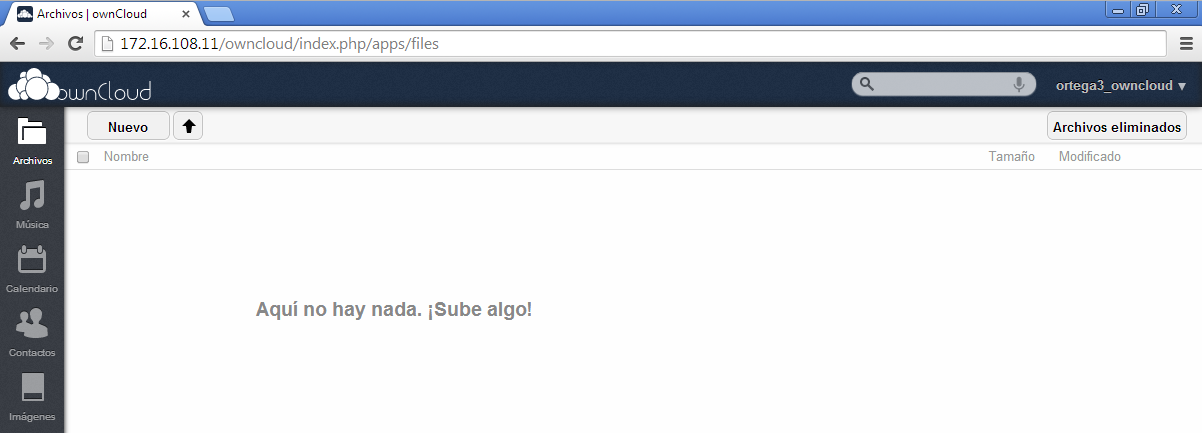 Archivos | ownCloud
172.16.108.11/owncloud/index.php/apps/files
ownCloud
ortega3_owncloud
Nuevo
Archivos eliminados
Nombre Tamaño Modificado
Archivos
Música
Calendario
Contactos
Imágenes
Aquí no hay nada. ¡Sube algo!